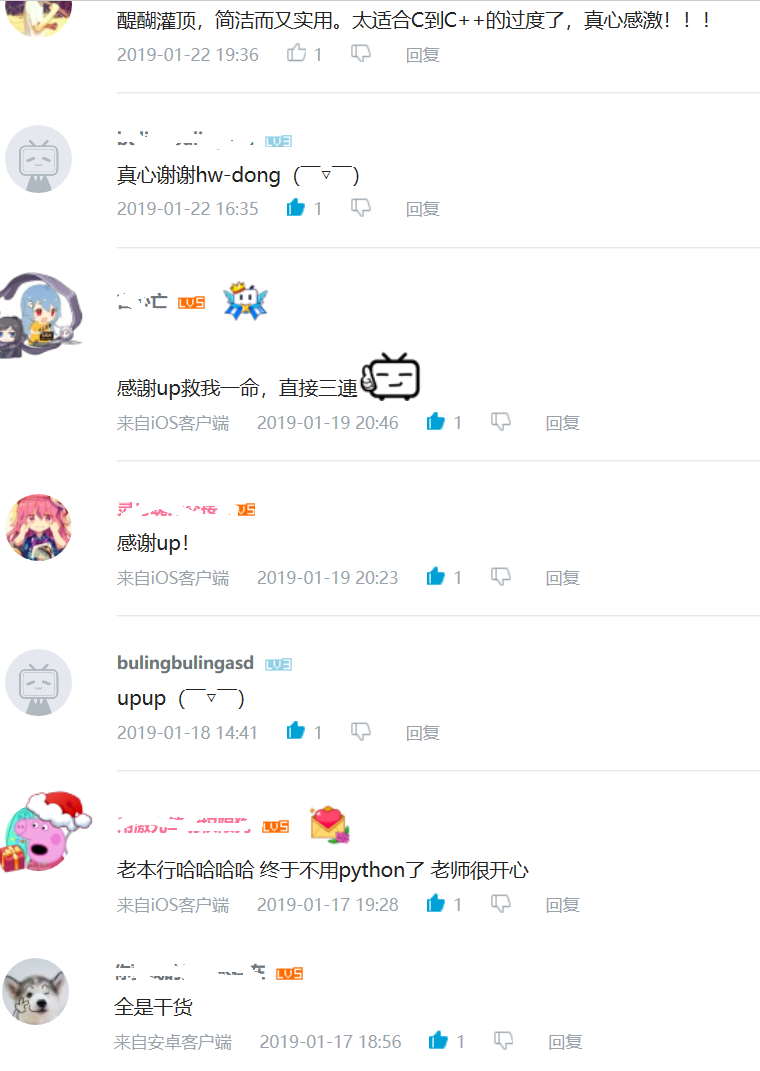 醍醐灌顶，简洁而又实用。太适合C到C++的过度了，真心感激！！！
2019-01-22 19:36 1 回复
LV3
真心谢谢hw-dong（￣▽￣）
2019-01-22 16:35 1 回复
LV5
感謝up救我一命，直接三連
来自iOS客户端 2019-01-19 20:46 1 回复
感谢up！
来自iOS客户端 2019-01-19 20:23 1 回复
bulingbulingasd LV3
upup（￣▽￣）
2019-01-18 14:41 1 回复
LV5
老本行哈哈哈哈 终于不用python了 老师很开心
来自iOS客户端 2019-01-17 19:28 1 回复
LV5
全是干货
来自安卓客户端 2019-01-17 18:56 1 回复